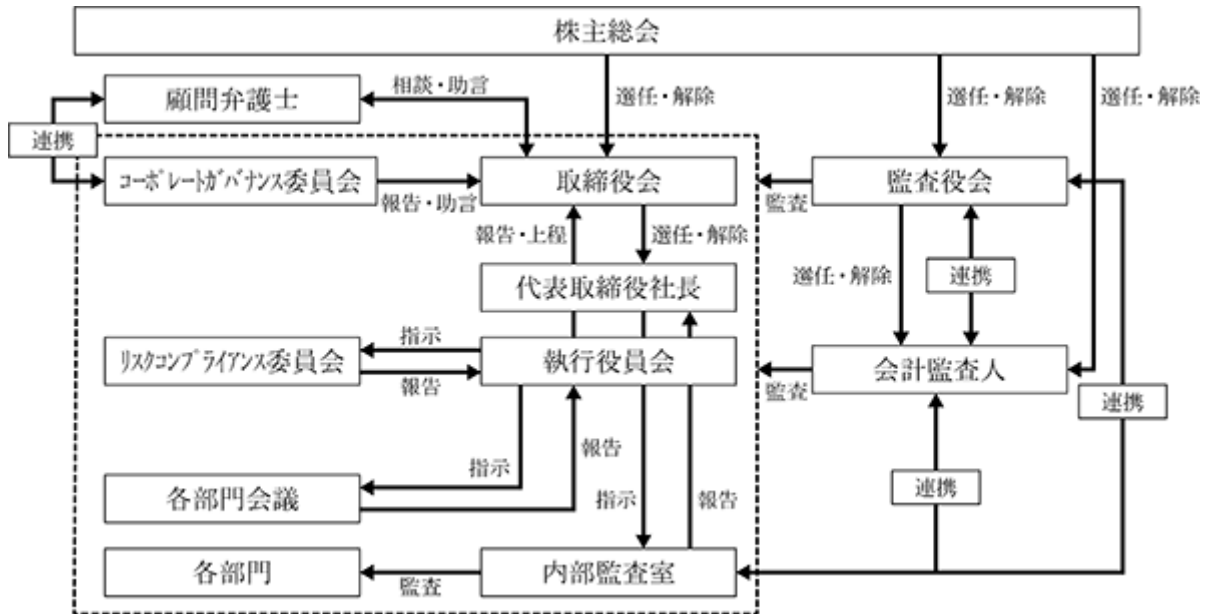 株主総会
顧問弁護士
相談・助言
選任・解除
選任・解除
選任・解除
連携
コーポレートガバナンス委員会
報告・助言
取締役会
監査
監査役会
報告・上程
選任・解除
選任・解除
連携
代表取締役社長
指示
リスクコンプライアンス委員会
報告
執行役員会
監査
会計監査人
連携
報告
指示
各部門会議
指示
報告
連携
各部門
監査
内部監査室